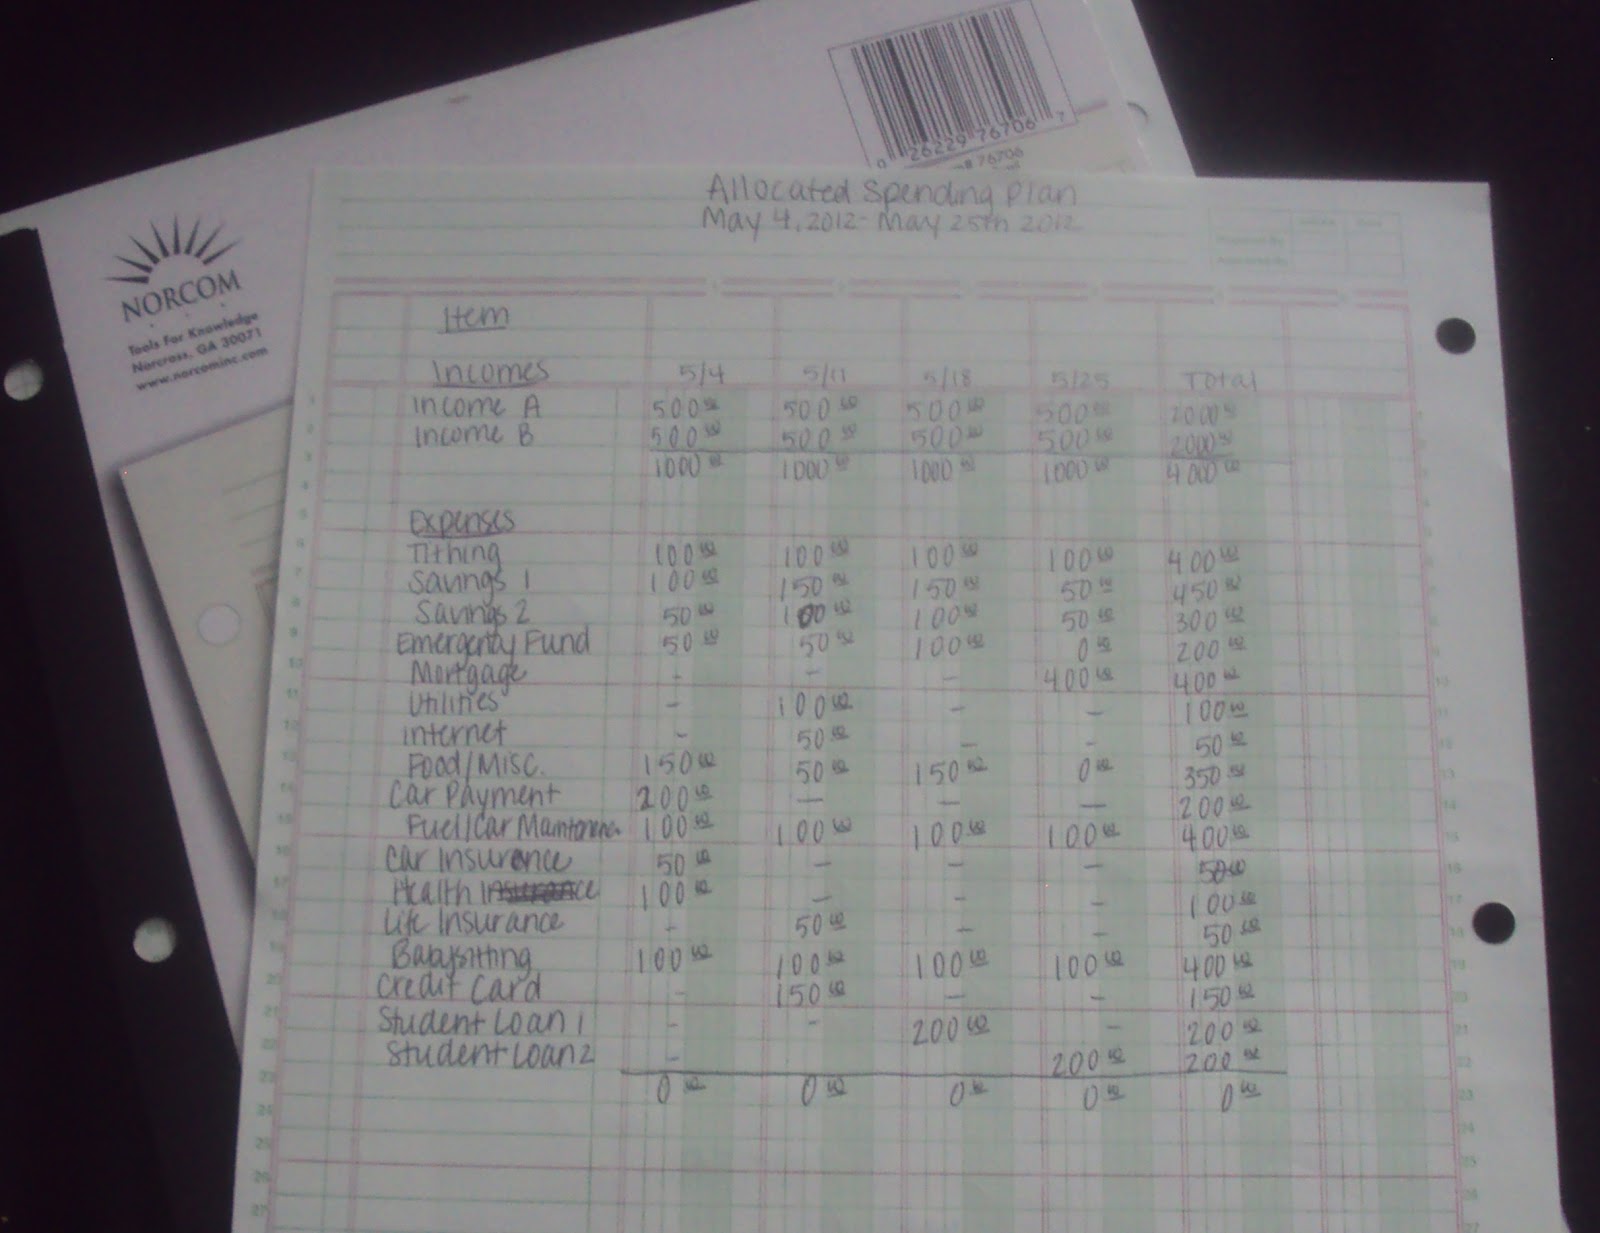 0 26229 76706 7
# 76706
NORCOM
Tools For Knowledge
Norcross, GA 30071
www.norcominc.com
Allocated Spending Plan
May 4, 2012 - May 25th 2012
Item
Incomes 5/4 5/11 5/18 5/25 Total
Income A 500 00 500 00 500 00 500 00 2000 00
Income B 500 00 500 00 500 00 500 00 2000 00
1000 00 1000 00 1000 00 1000 00 4000 00
Expenses
Tithing 100 00 100 00 100 00 100 00 400 00
Savings 1 100 00 150 00 150 00 50 00 450 00
Savings 2 50 00 100 00 100 00 50 00 300 00
Emergency Fund 50 00 50 00 100 00 0 00 200 00
Mortgage - - - 400 00 400 00
Utilities - 100 00 - - 100 00
Internet - 50 00 - - 50 00
Food/Misc. 150 00 50 00 150 00 0 00 350 00
Car Payment 200 00 - - - 200 00
Fuel/Car 100 00 100 00 100 00 100 00 400 00
Car Insurance 50 00 - - - 50 00
Health Insurance 100 00 - - - 100 00
Life Insurance - 50 00 - - 50 00
Babysitting 100 00 100 00 100 00 100 00 400 00
Credit Card - 150 00 - - 150 00
Student Loan 1 - - 200 00 - 200 00
Student Loan 2 - 200 00 200 00
0 00 0 00 0 00 0 00 0 00